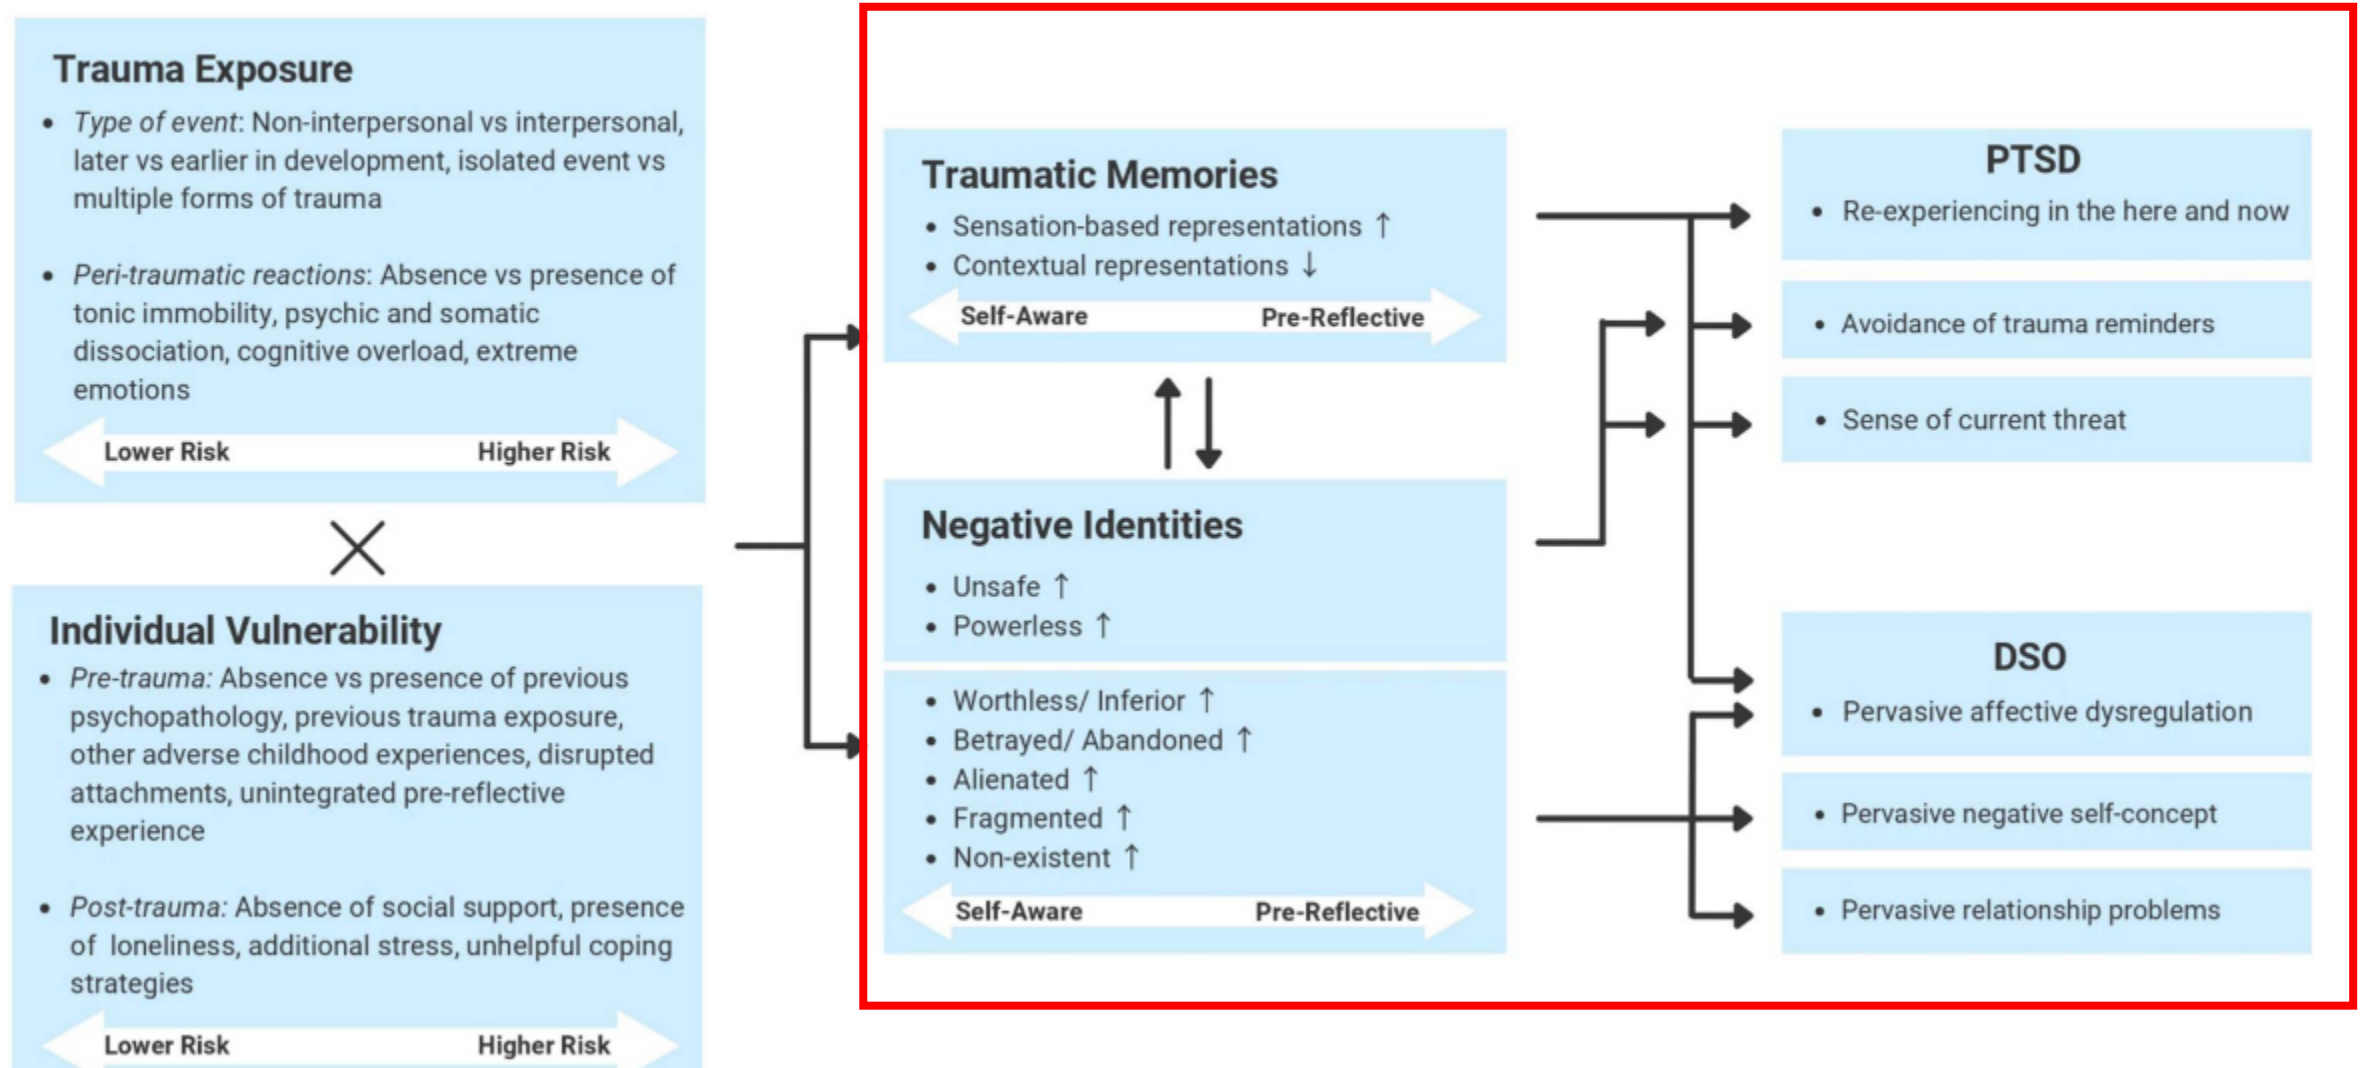 Trauma Exposure
• Type of event: Non-interpersonal vs interpersonal,
later vs earlier in development, isolated event vs
multiple forms of trauma
• Peri-traumatic reactions: Absence vs presence of
tonic immobility, psychic and somatic
dissociation, cognitive overload, extreme
emotions
Lower Risk Higher Risk
Individual Vulnerability
• Pre-trauma: Absence vs presence of previous
psychopathology, previous trauma exposure,
other adverse childhood experiences, disrupted
attachments, unintegrated pre-reflective
experience
• Post-trauma: Absence of social support, presence
of loneliness, additional stress, unhelpful coping
strategies
Lower Risk Higher Risk
Traumatic Memories
• Sensation-based representations ↑
• Contextual representations ↓
Self-Aware Pre-Reflective
Negative Identities
• Unsafe ↑
• Powerless ↑
• Worthless/ Inferior ↑
• Betrayed/ Abandoned ↑
• Alienated ↑
• Fragmented ↑
• Non-existent ↑
Self-Aware Pre-Reflective
PTSD
• Re-experiencing in the here and now
• Avoidance of trauma reminders
• Sense of current threat
DSO
• Pervasive affective dysregulation
• Pervasive negative self-concept
• Pervasive relationship problems